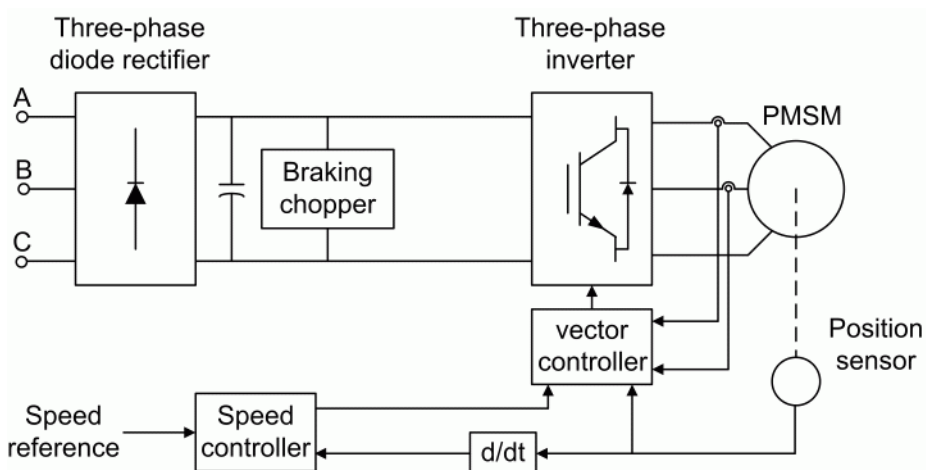 Three-phase
diode rectifier
Three-phase
inverter
A
PMSM
B
Braking
chopper
C
vector
controller
Position
sensor
Speed
reference
Speed
controller
d/dt